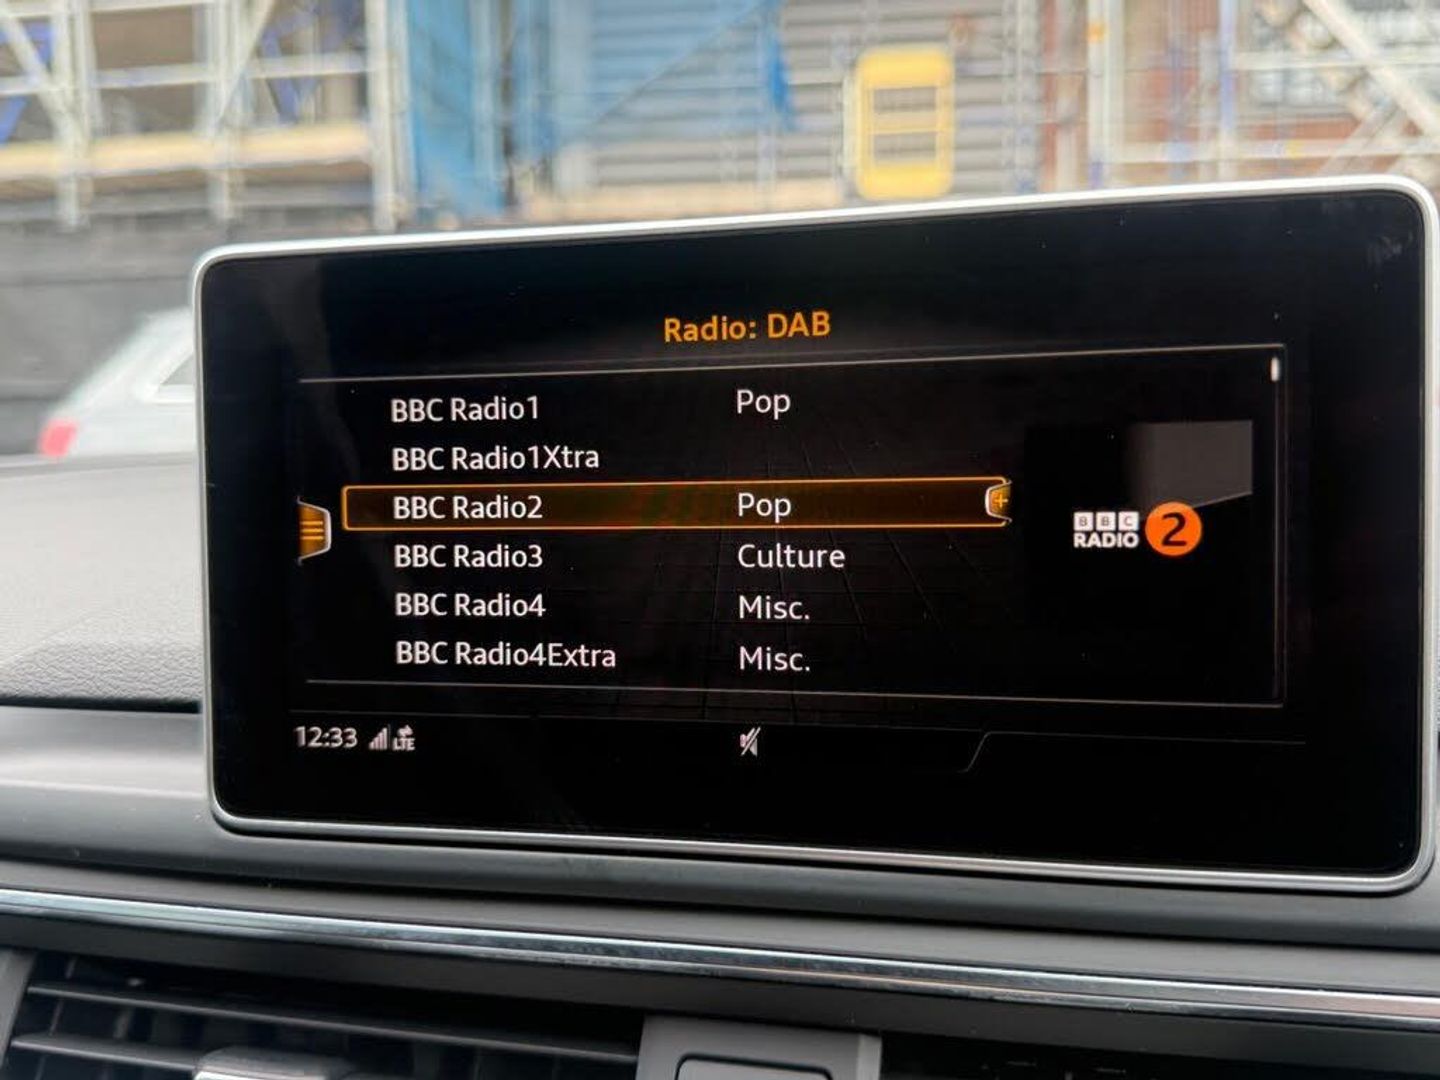 Radio: DAB
BBC Radio1 Pop
BBC Radio1Xtra
BBC Radio2 Pop
BBC Radio3 Culture
BBC Radio4 Misc.
BBC Radio4Extra Misc.
BBC
RADIO 2
12:33 LTE